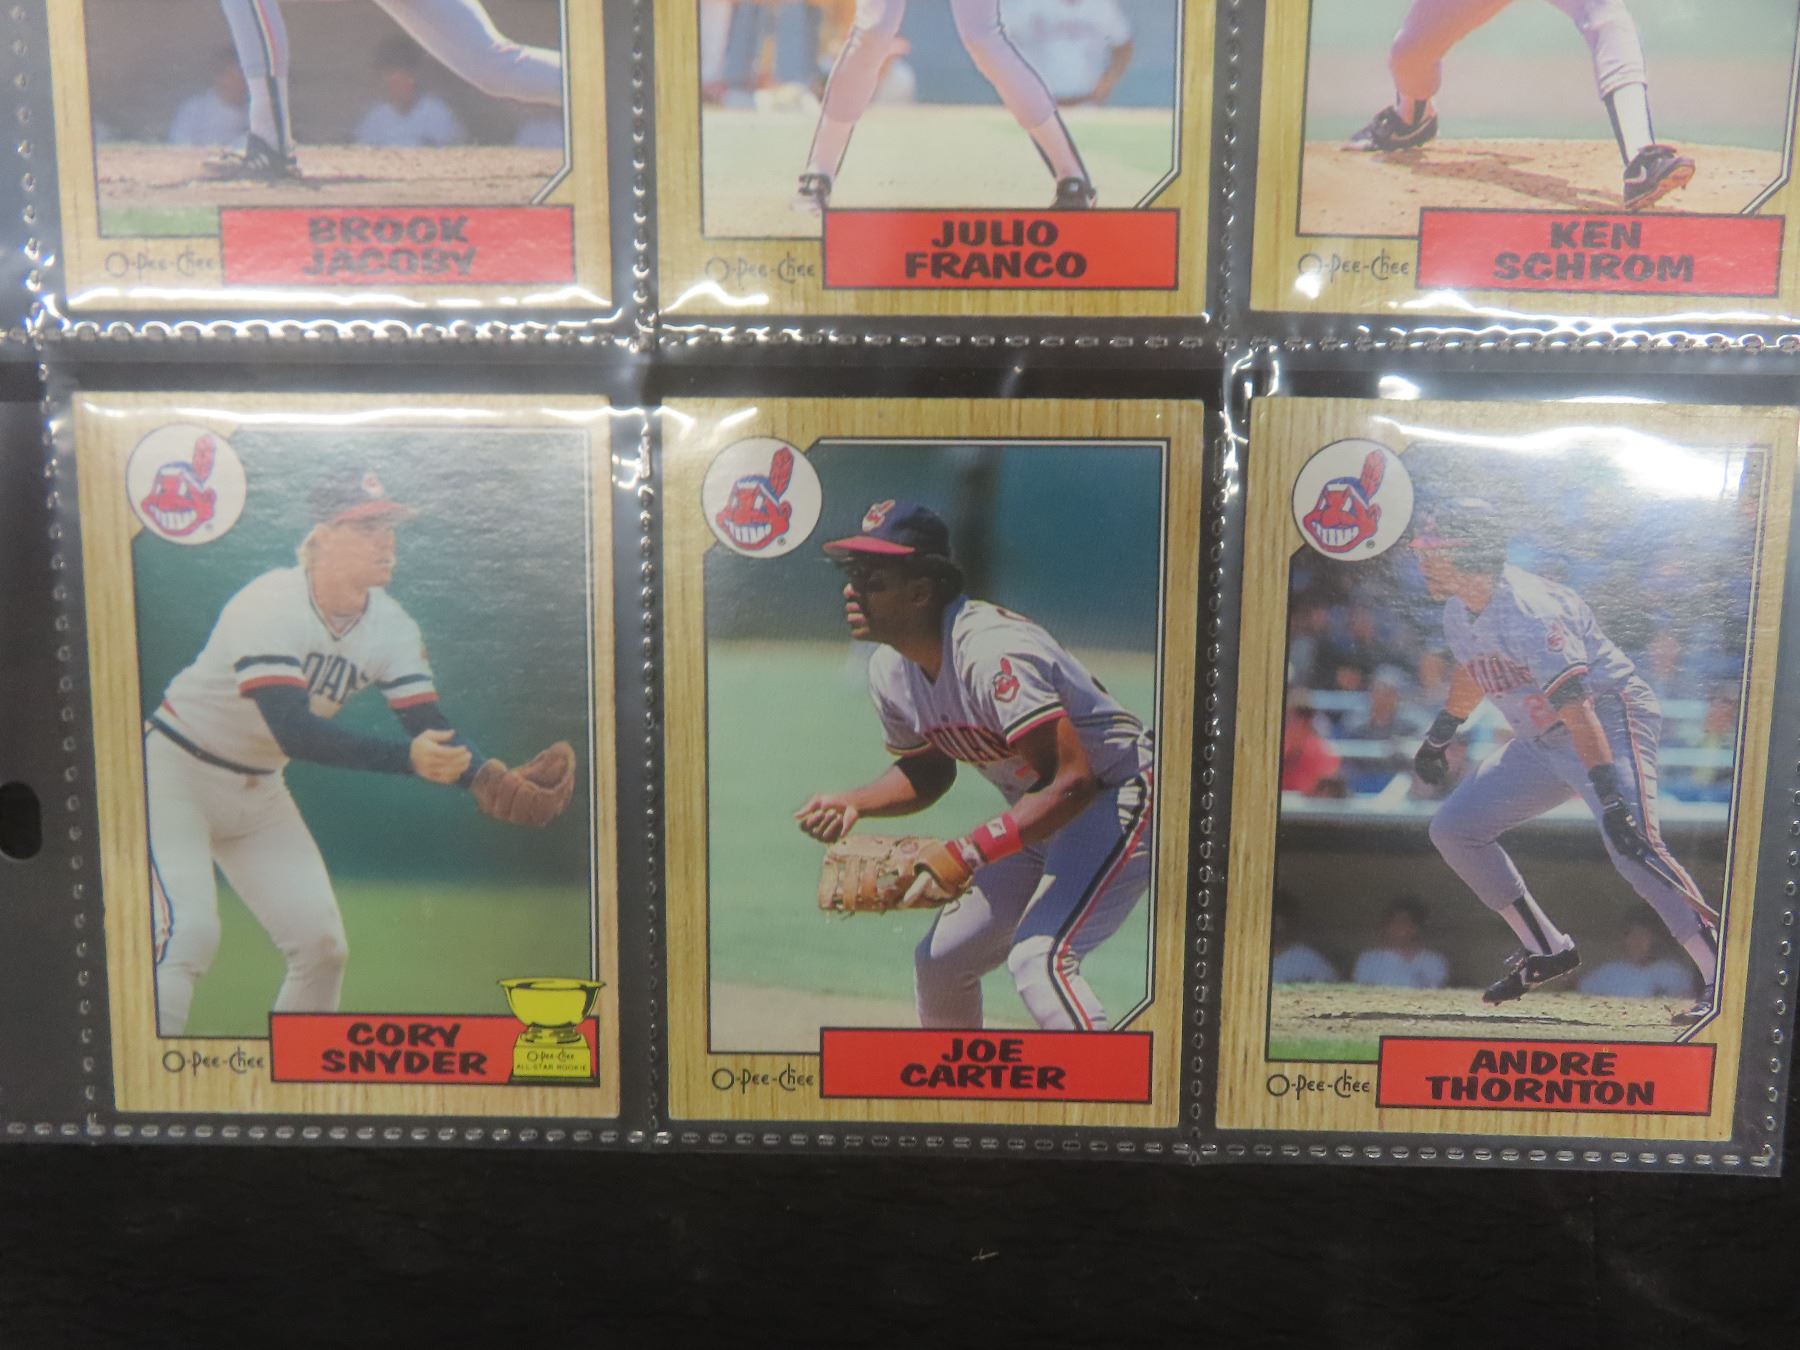 BROOK
JACOBY
O-Pee-Chee
JULIO
FRANCO
O-Pee-Chee
KEN
SCHROM
O-Pee-Chee
CORY
SNYDER
O-Pee-Chee
O-Pee-Chee
ALL-STAR ROOKIE
JOE
CARTER
O-Pee-Chee
ANDRE
THORNTON
O-Pee-Chee